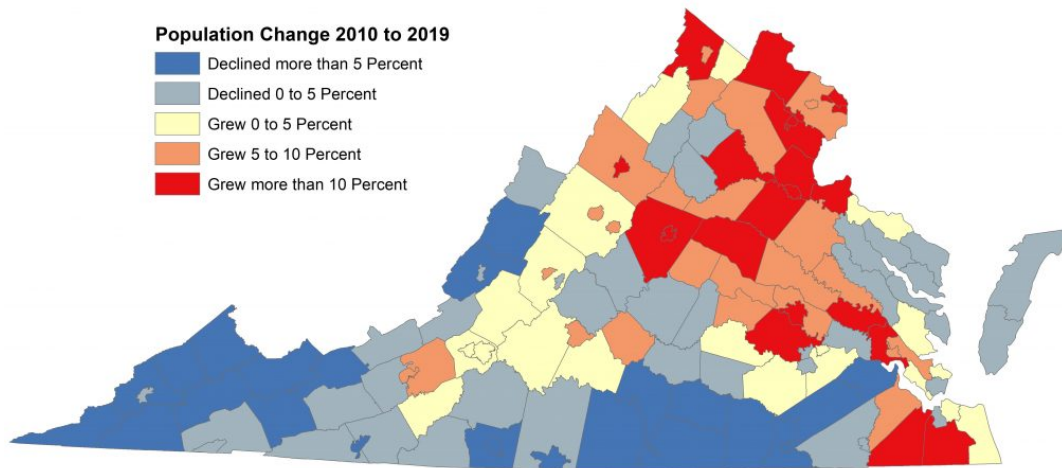 Population Change 2010 to 2019
Declined more than 5 Percent
Declined 0 to 5 Percent
Grew 0 to 5 Percent
Grew 5 to 10 Percent
Grew more than 10 Percent